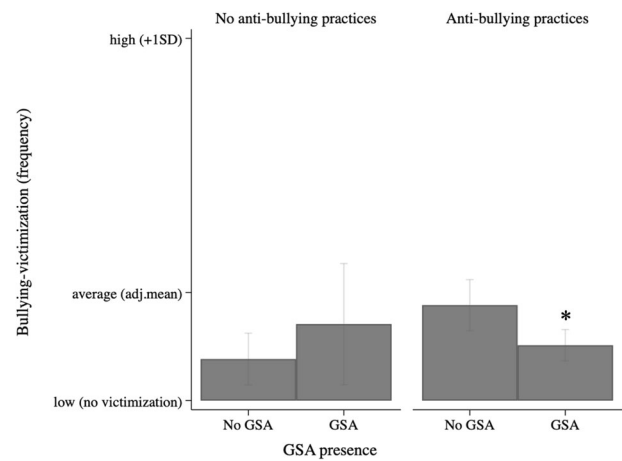 No anti-bullying practices
Anti-bullying practices
high (+1SD)
Bullying-victimization (frequency)
average (adj.mean)
*
low (no victimization)
No GSA
GSA
No GSA
GSA
GSA presence